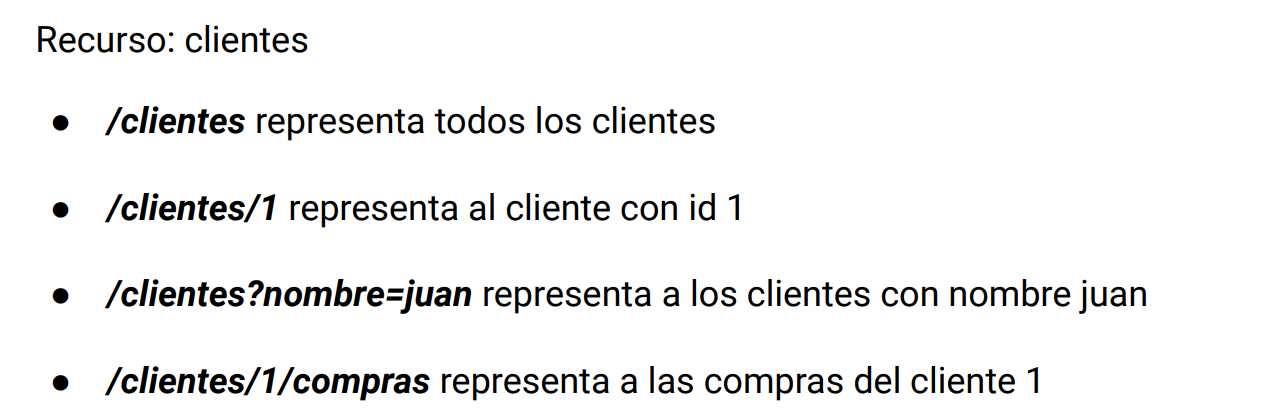 Recurso: clientes
● /clientes representa todos los clientes
● /clientes/1 representa al cliente con id 1
● /clientes?nombre=juan representa a los clientes con nombre juan
● /clientes/1/compras representa a las compras del cliente 1